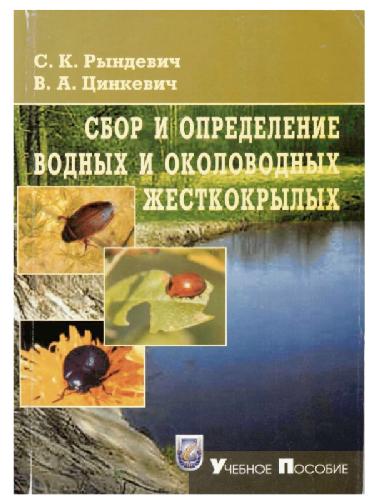 С. К. Рындевич
В. А. Цинкевич
СБОР И ОПРЕДЕЛЕНИЕ
ВОДНЫХ И ОКОЛОВОДНЫХ
ЖЕСТКОКРЫЛЫХ
УЧЕБНОЕ ПОСОБИЕ